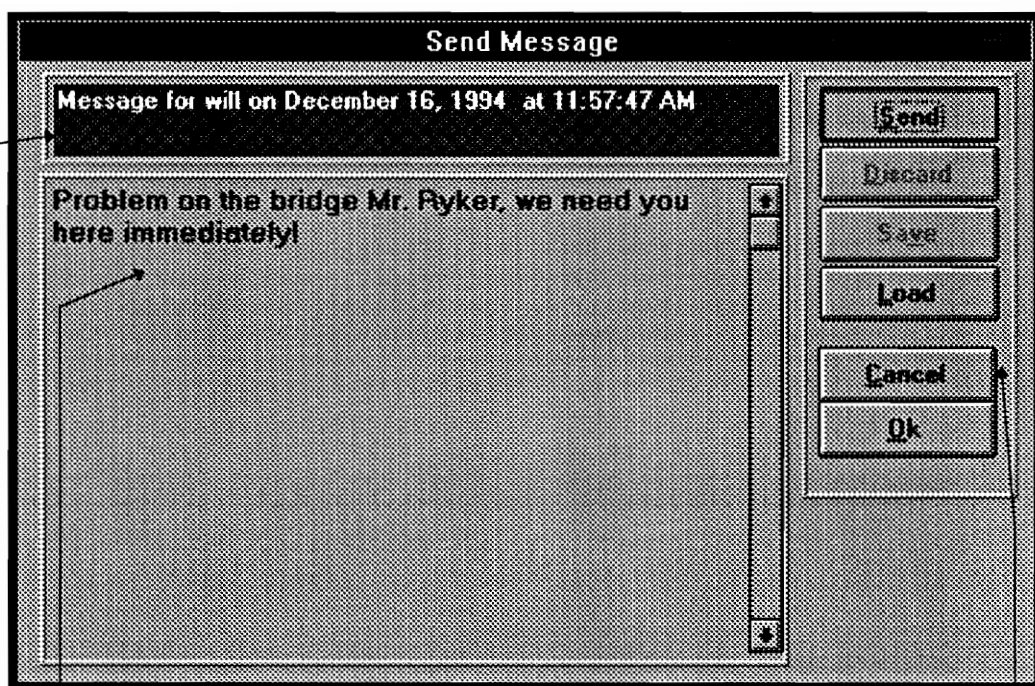 Send Message
Message for will on December 16, 1994 at 11:57:47 AM
Problem on the bridge Mr. Ryker, we need you
here immediately!
Send
Discard
Save
Load
Cancel
Ok